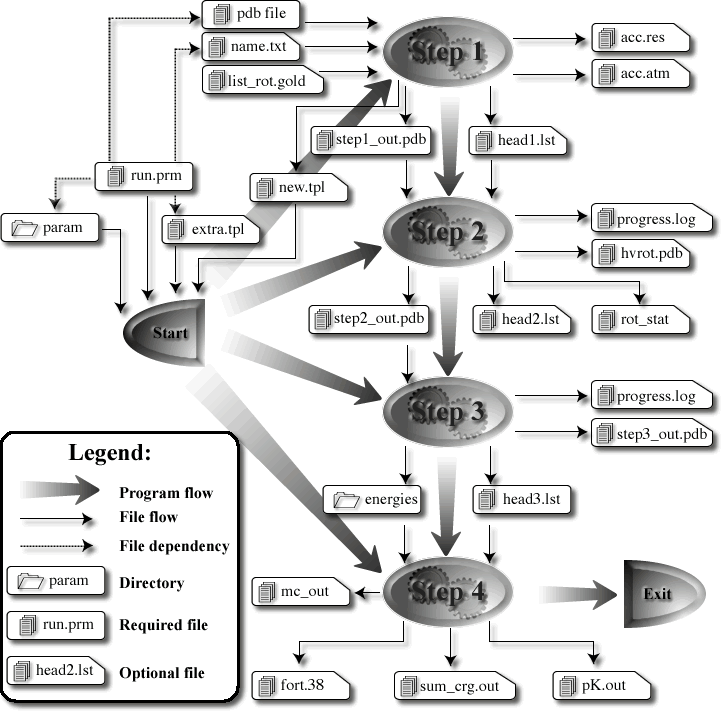 pdb file
name.txt
list_rot.gold
Step 1
acc.res
acc.atm
step1_out.pdb
head1.lst
run.prm
new.tpl
param
extra.tpl
Step 2
progress.log
hvrot.pdb
Start
step2_out.pdb
head2.lst
rot_stat
Step 3
progress.log
step3_out.pdb
Legend:
Program flow
File flow
File dependency
param
Directory
run.prm
Required file
head2.lst
Optional file
energies
head3.lst
Step 4
mc_out
Exit
fort.38
sum_crg.out
pK.out